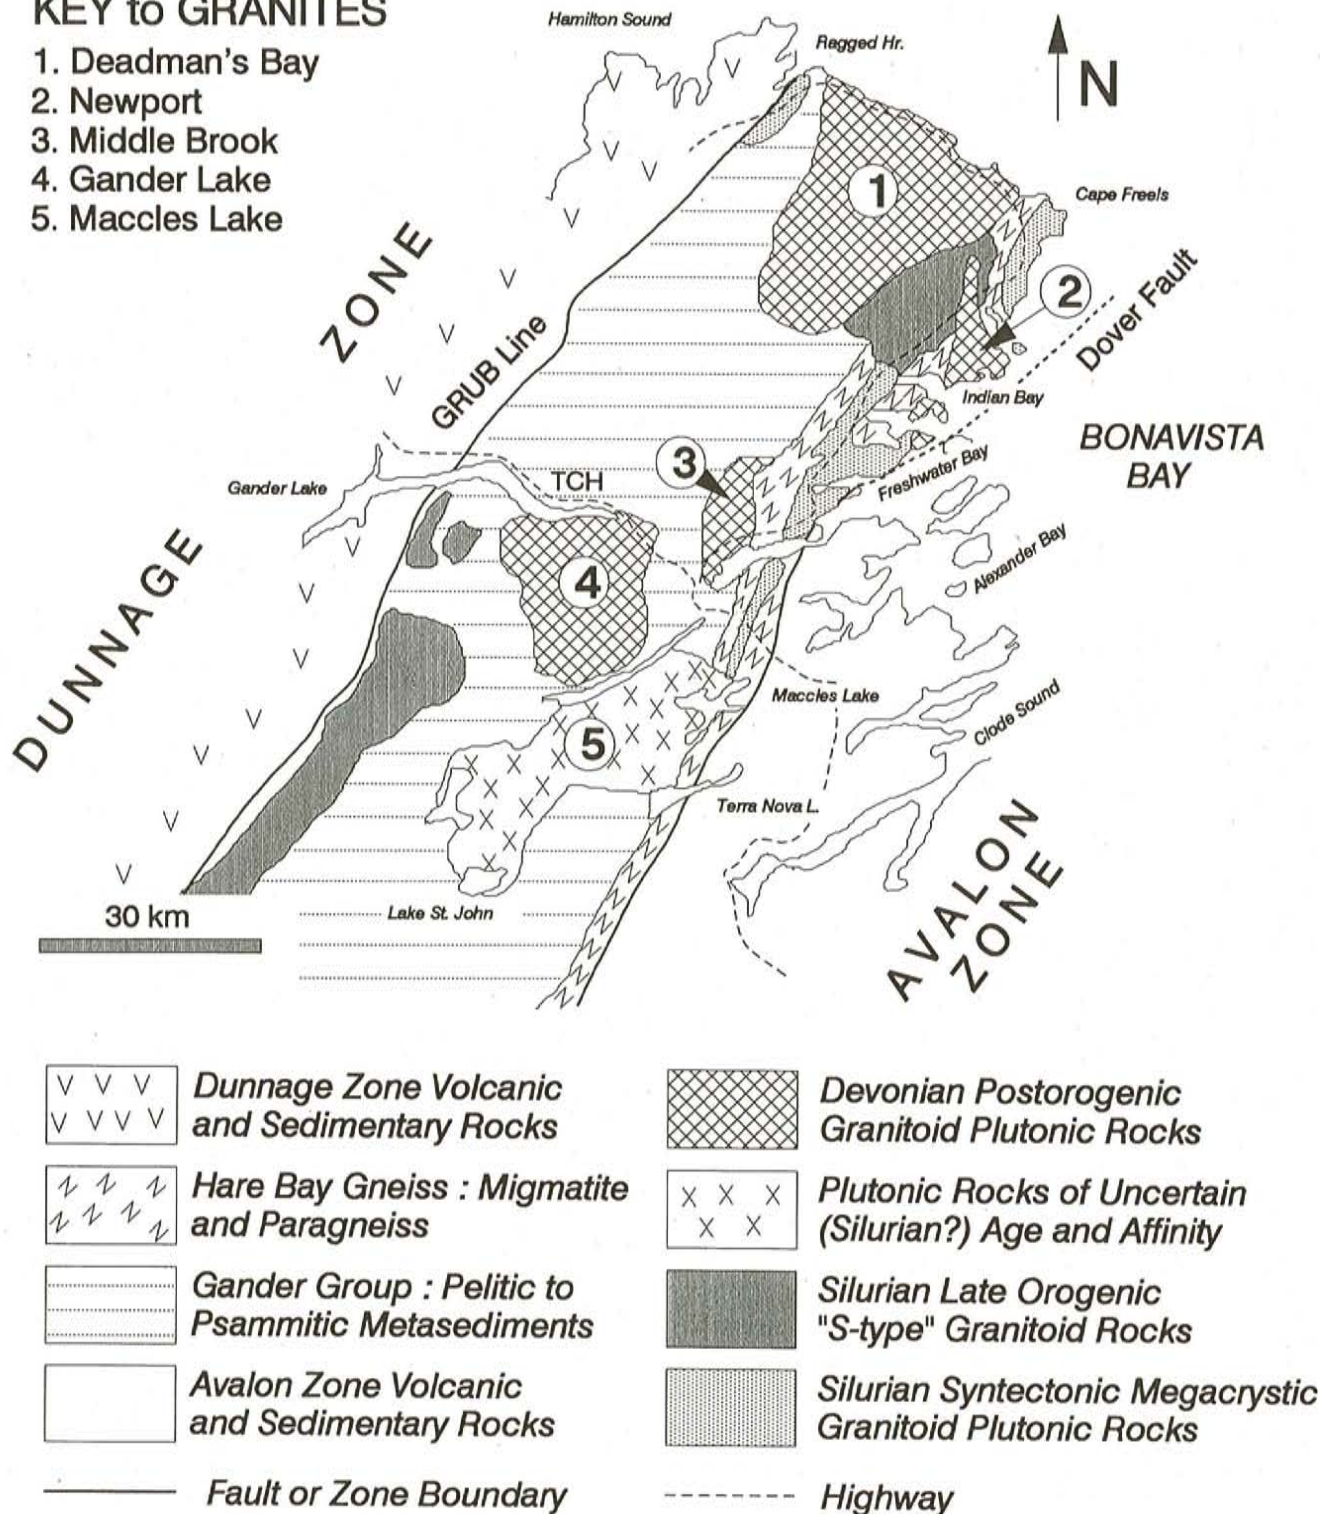 KEY to GRANITES
1. Deadman's Bay
2. Newport
3. Middle Brook
4. Gander Lake
5. Maccles Lake
Hamilton Sound
Ragged Hr.
N
1
Cape Freels
2
Dover Fault
ZONE
GRUB Line
Indian Bay
BONAVISTA
BAY
3
Freshwater Bay
Gander Lake
TCH
DUNNAGE
4
Alexander Bay
Maccles Lake
5
Clode Sound
Terra Nova L.
AVALON
ZONE
30 km
Lake St. John
Dunnage Zone Volcanic
and Sedimentary Rocks
Hare Bay Gneiss : Migmatite
and Paragneiss
Gander Group : Pelitic to
Psammitic Metasediments
Avalon Zone Volcanic
and Sedimentary Rocks
Fault or Zone Boundary
Devonian Postorogenic
Granitoid Plutonic Rocks
Plutonic Rocks of Uncertain
(Silurian?) Age and Affinity
Silurian Late Orogenic
"S-type" Granitoid Rocks
Silurian Syntectonic Megacrystic
Granitoid Plutonic Rocks
Highway